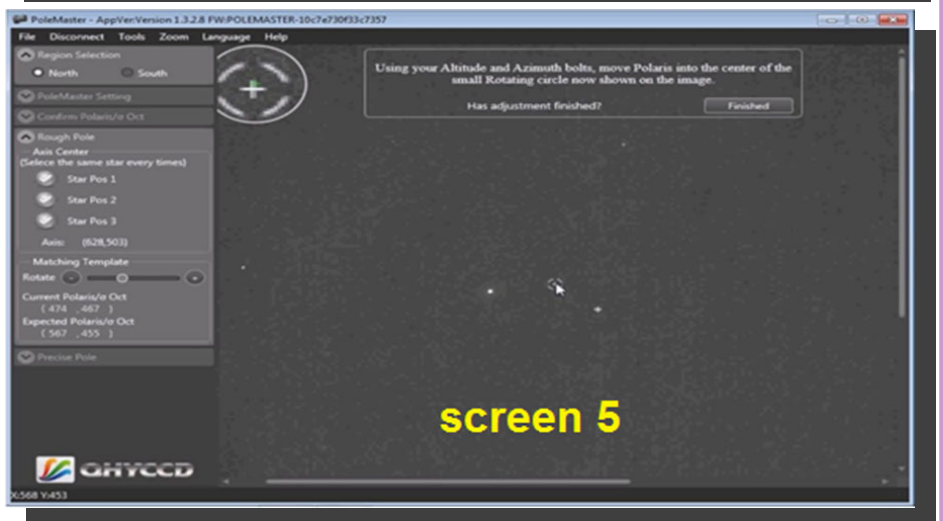 PoleMaster - AppVer:Version 1.3.2.8 FW:POLEMASTER-10c7a730f33c7357
File Disconnect Tools Zoom Language Help
Region Selection
North South
PoleMaster Setting
Confirm Polaris/σ Oct
Rough Pole
Axis Center
(Selece the same star every times)
Star Pos 1
Star Pos 2
Star Pos 3
Axis: (628,503)
Matching Template
Rotate - +
Current Polaris/σ Oct
( 474 ,467 )
Expected Polaris/σ Oct
( 567 ,455 )
Precise Pole
QHYCCD
X:568 Y:453
Using your Altitude and Azimuth bolts, move Polaris into the center of the
small Rotating circle now shown on the image.
Has adjustment finished? Finished
screen 5